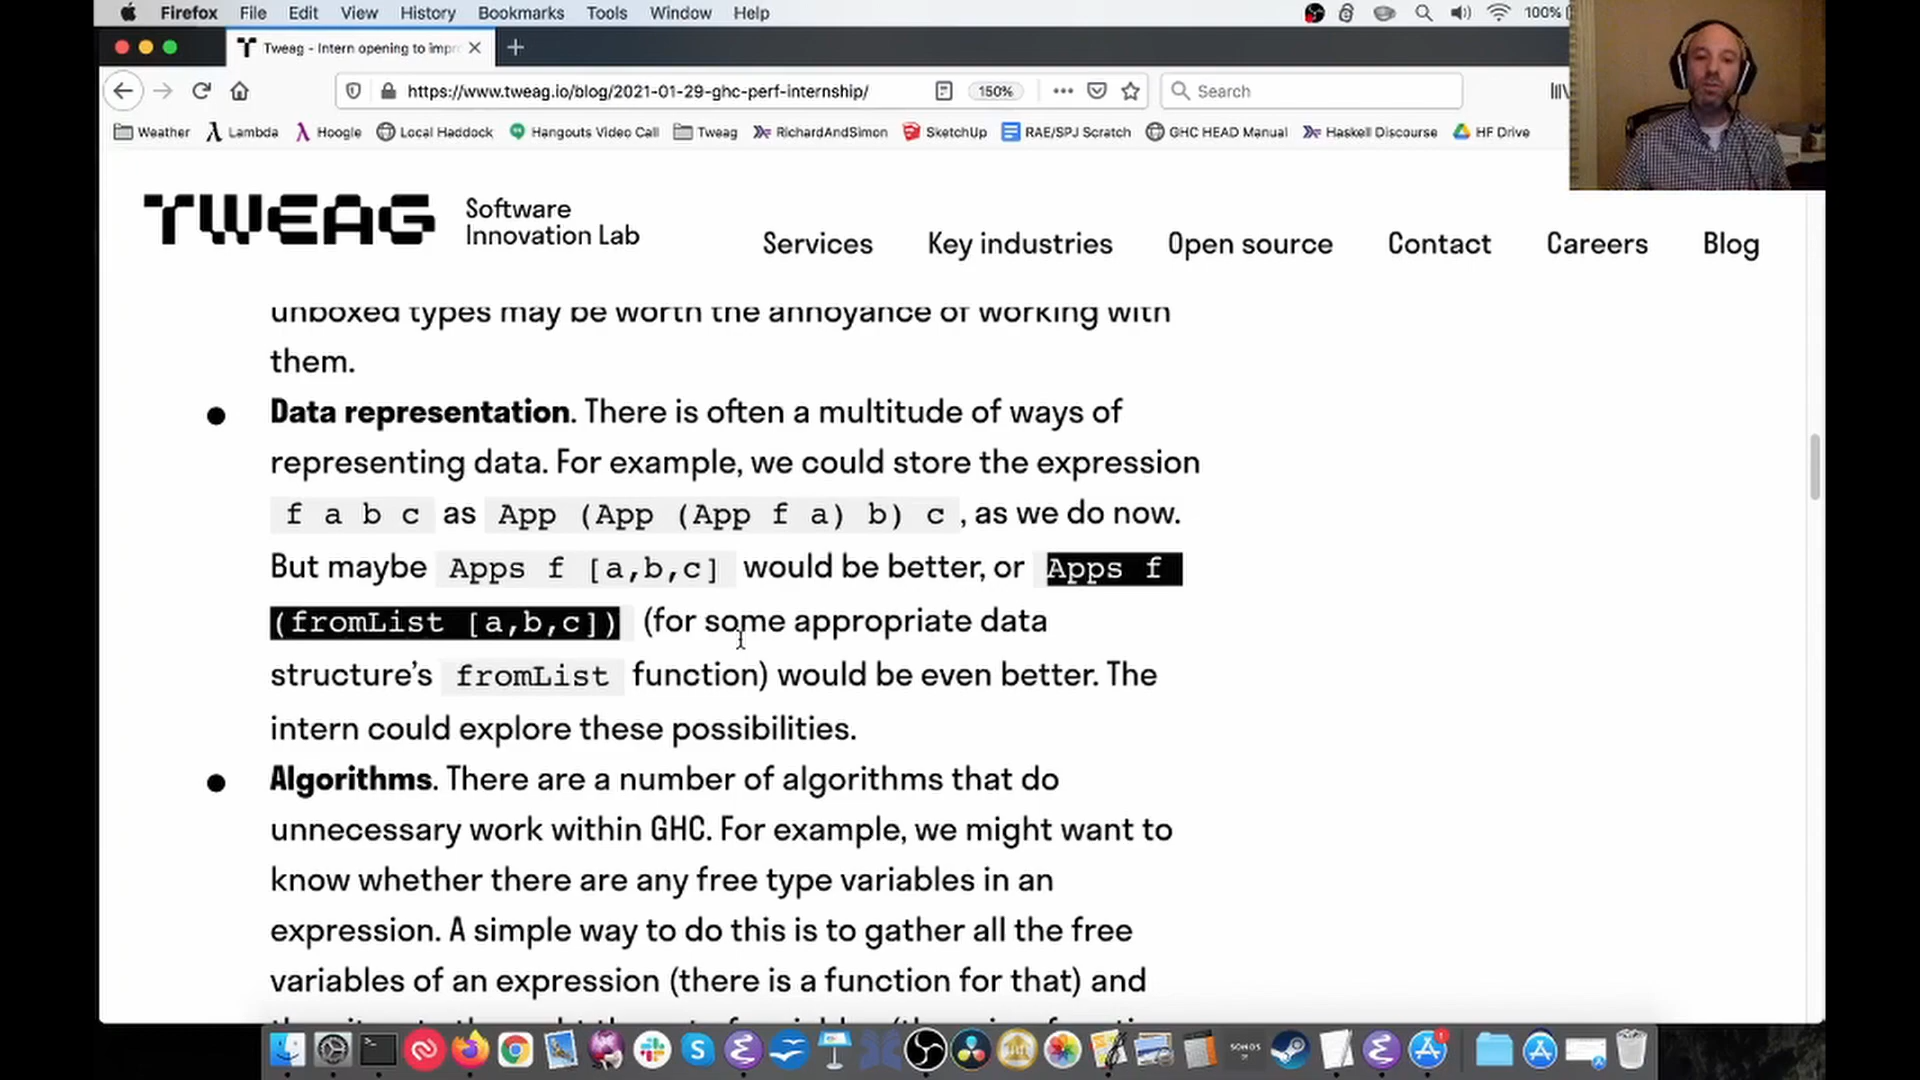 Firefox File Edit View History Bookmarks Tools Window Help 100%
Tweag - Intern opening to impr
https://www.tweag.io/blog/2021-01-29-ghc-perf-internship/ 150% Search
Weather Lambda Hoogle Local Haddock Hangouts Video Call Tweag RichardAndSimon SketchUp RAE/SPJ Scratch GHC HEAD Manual Haskell Discourse HF Drive
TWEAG Software
Innovation Lab
Services Key industries Open source Contact Careers Blog
unboxed types may be worth the annoyance of working with
them.
Data representation. There is often a multitude of ways of
representing data. For example, we could store the expression
f a b c as App (App (App f a) b) c , as we do now.
But maybe Apps f [a,b,c] would be better, or Apps f
(fromList [a,b,c]) (for some appropriate data
structure’s fromList function) would be even better. The
intern could explore these possibilities.
Algorithms. There are a number of algorithms that do
unnecessary work within GHC. For example, we might want to
know whether there are any free type variables in an
expression. A simple way to do this is to gather all the free
variables of an expression (there is a function for that) and
SONOS